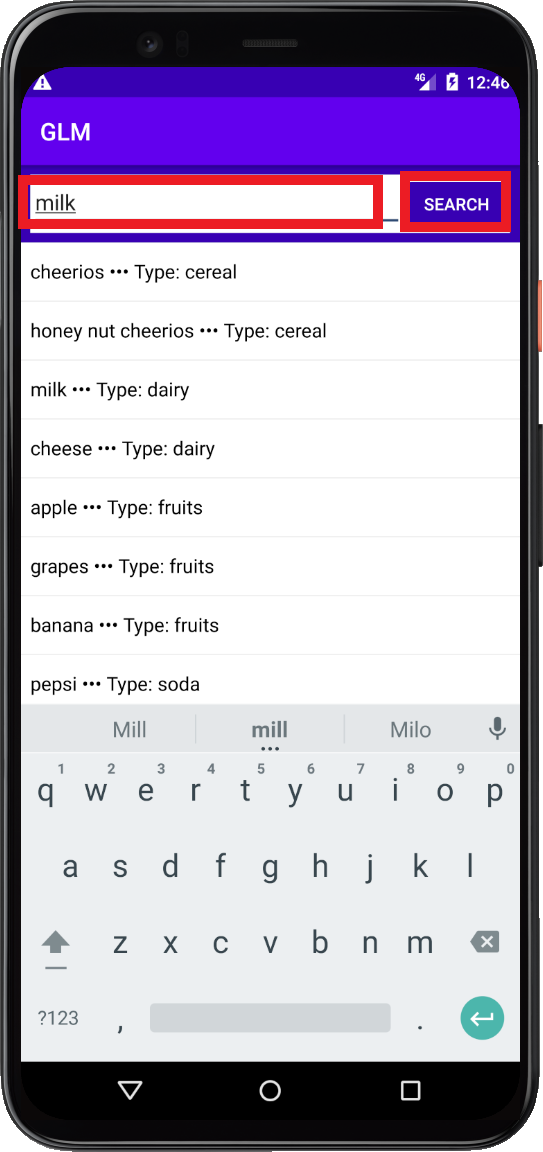 4G 12:46
GLM
milk SEARCH
cheerios ••• Type: cereal
honey nut cheerios ••• Type: cereal
milk ••• Type: dairy
cheese ••• Type: dairy
apple ••• Type: fruits
grapes ••• Type: fruits
banana ••• Type: fruits
pepsi ••• Type: soda
Mill mill Milo
1 2 3 4 5 6 7 8 9 0
q w e r t y u i o p
a s d f g h j k l
z x c v b n m
?123 , .